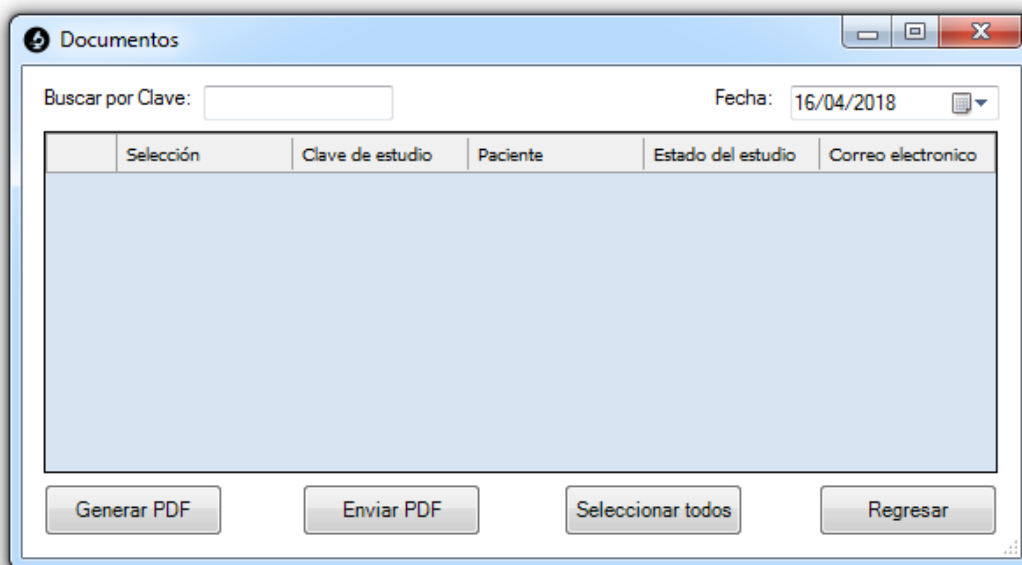 Documentos
Buscar por Clave: Fecha: 16/04/2018
Selección Clave de estudio Paciente Estado del estudio Correo electronico
Generar PDF Enviar PDF Seleccionar todos Regresar